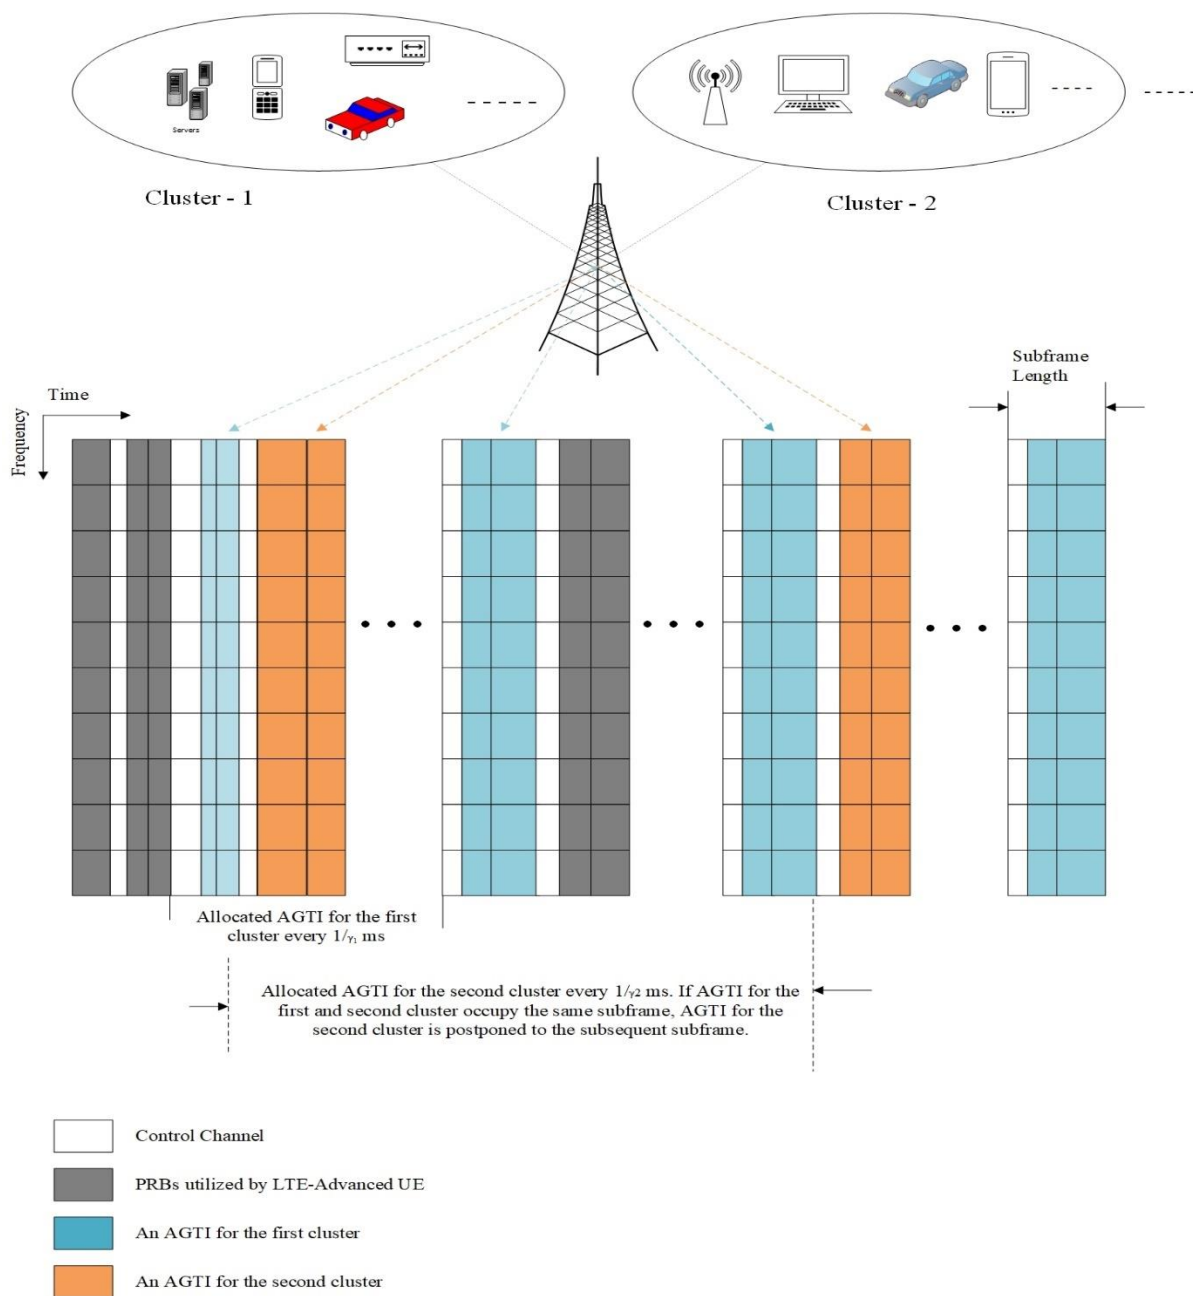 Servers
Cluster - 1
Cluster - 2
Subframe
Length
Time
Frequency
Allocated AGTI for the first
cluster every 1/γ₁ ms
Allocated AGTI for the second cluster every 1/γ2 ms. If AGTI for the
first and second cluster occupy the same subframe, AGTI for the
second cluster is postponed to the subsequent subframe.
Control Channel
PRBs utilized by LTE-Advanced UE
An AGTI for the first cluster
An AGTI for the second cluster